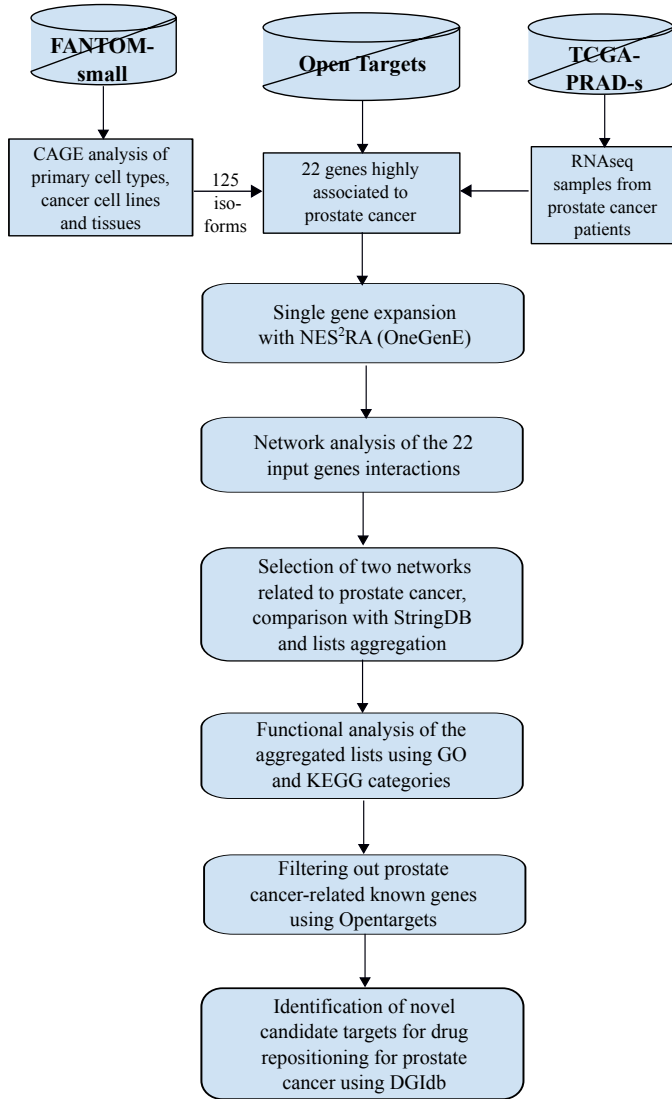 FANTOM-
small
Open Targets
TCGA-
PRAD-s
CAGE analysis of
primary cell types,
cancer cell lines
and tissues
125
iso-
forms
22 genes highly
associated to
prostate cancer
RNAseq
samples from
prostate cancer
patients
Single gene expansion
with NES²RA (OneGenE)
Network analysis of the 22
input genes interactions
Selection of two networks
related to prostate cancer,
comparison with StringDB
and lists aggregation
Functional analysis of the
aggregated lists using GO
and KEGG categories
Filtering out prostate
cancer-related known genes
using Opentargets
Identification of novel
candidate targets for drug
repositioning for prostate
cancer using DGIdb